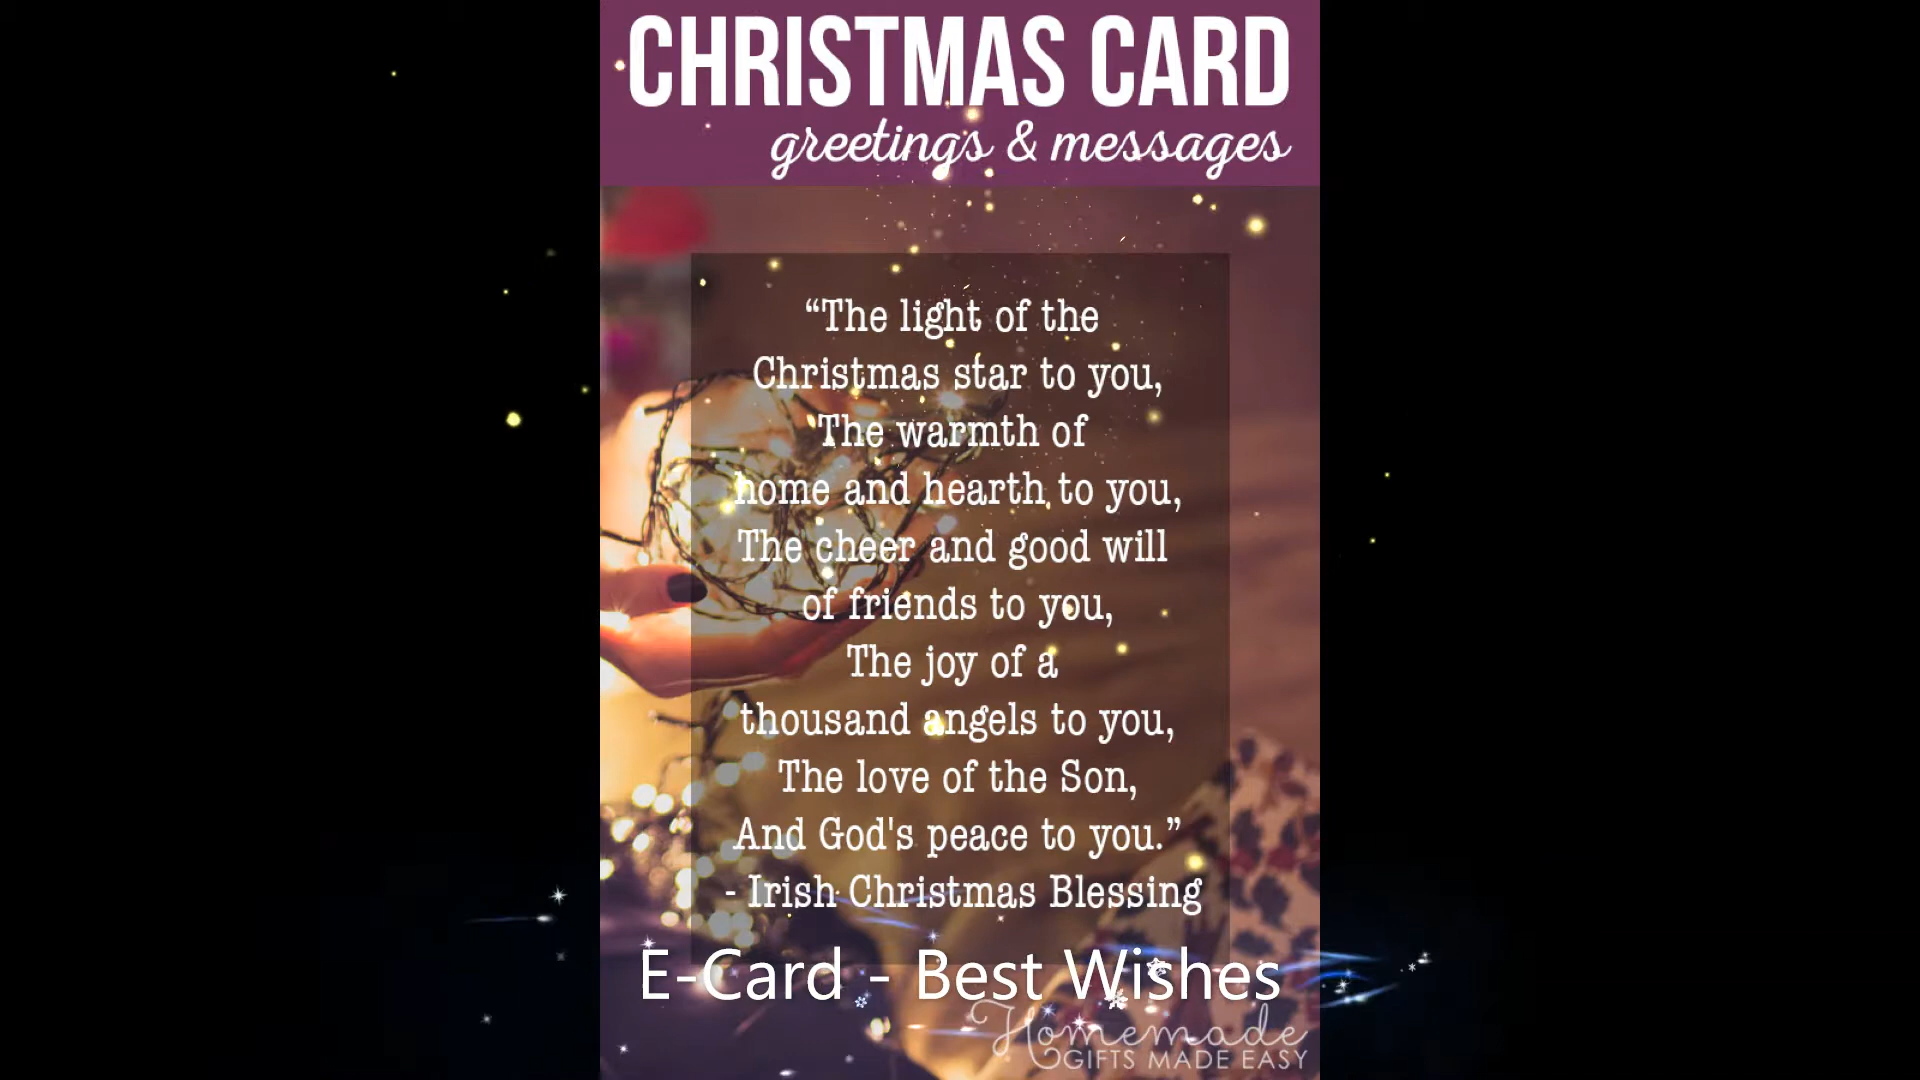 CHRISTMAS CARD
greetings & messages
“The light of the
Christmas star to you,
The warmth of
home and hearth to you,
The cheer and good will
of friends to you,
The joy of a
thousand angels to you,
The love of the Son,
And God's peace to you.”
- Irish Christmas Blessing
E-Card - Best Wishes
Homemade
GIFTS MADE EASY